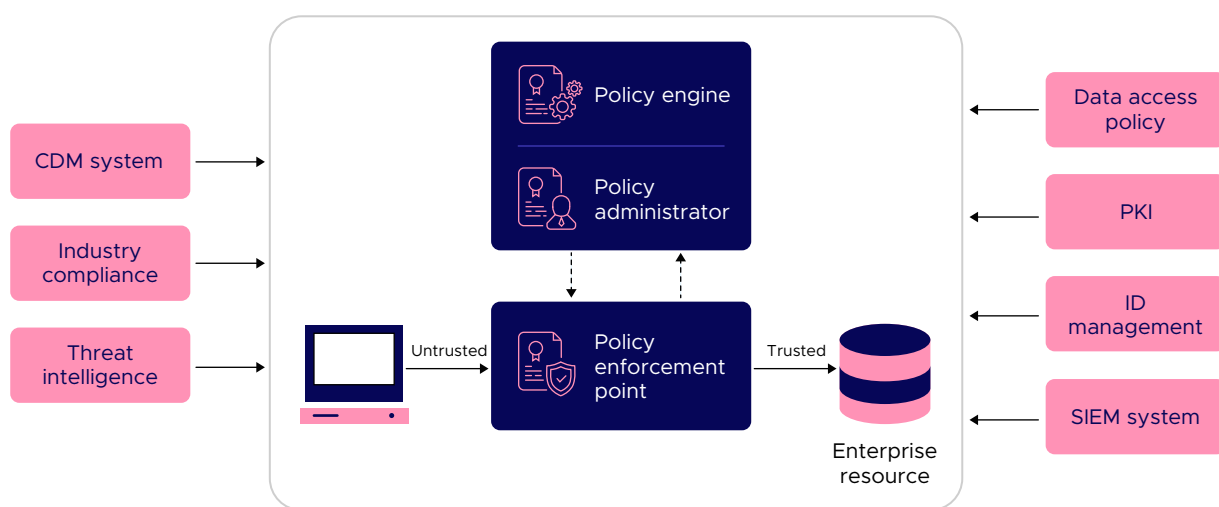 CDM system
Industry
compliance
Threat
intelligence
Policy engine
Policy
administrator
Untrusted
Policy
enforcement
point
Trusted
Enterprise
resource
Data access
policy
PKI
ID
management
SIEM system